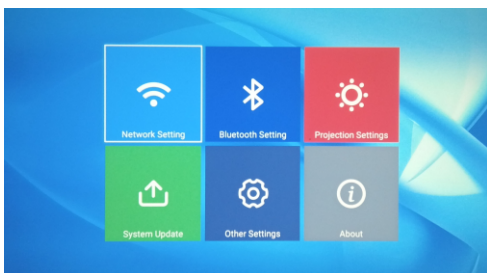 Network Setting
Bluetooth Setting
Projection Settings
System Update
Other Settings
About